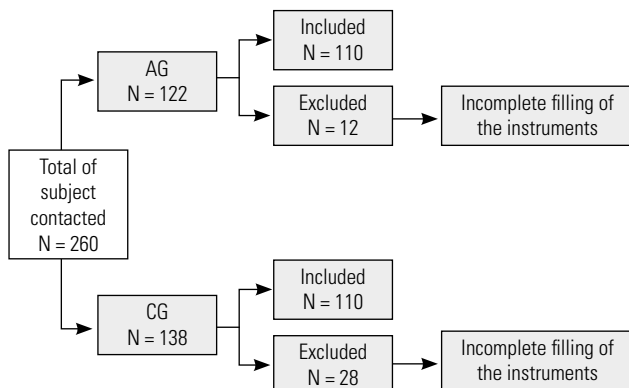 Total of
subject
contacted
N = 260
AG
N = 122
Included
N = 110
Excluded
N = 12
Incomplete filling of
the instruments
CG
N = 138
Included
N = 110
Excluded
N = 28
Incomplete filling of
the instruments